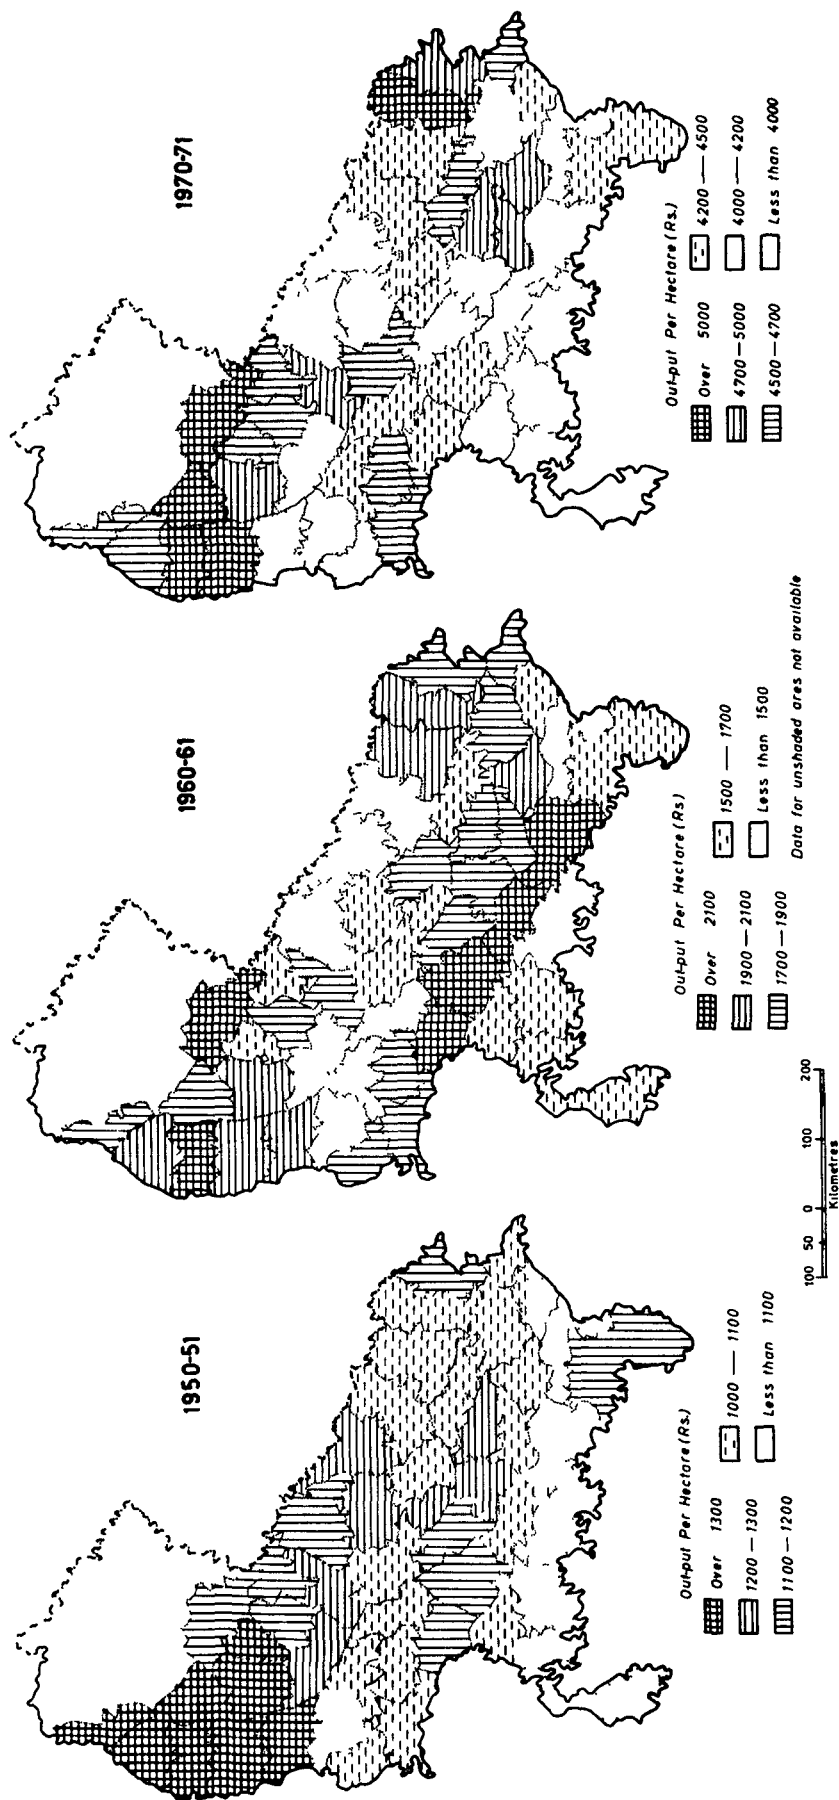 1950-51
Out-put Per Hectare (Rs.)
Over 1300
1200 — 1300
1100 — 1200
1000 — 1100
Less than 1100
1960-61
Out-put Per Hectare (Rs.)
Over 2100
1900 — 2100
1700 — 1900
1500 — 1700
Less than 1500
Data for unshaded ares not available
100 50 0 100 200
Kilometres
1970-71
Out-put Per Hectare (Rs.)
Over 5000
4700 — 5000
4500 — 4700
4200 — 4500
4000 — 4200
Less than 4000